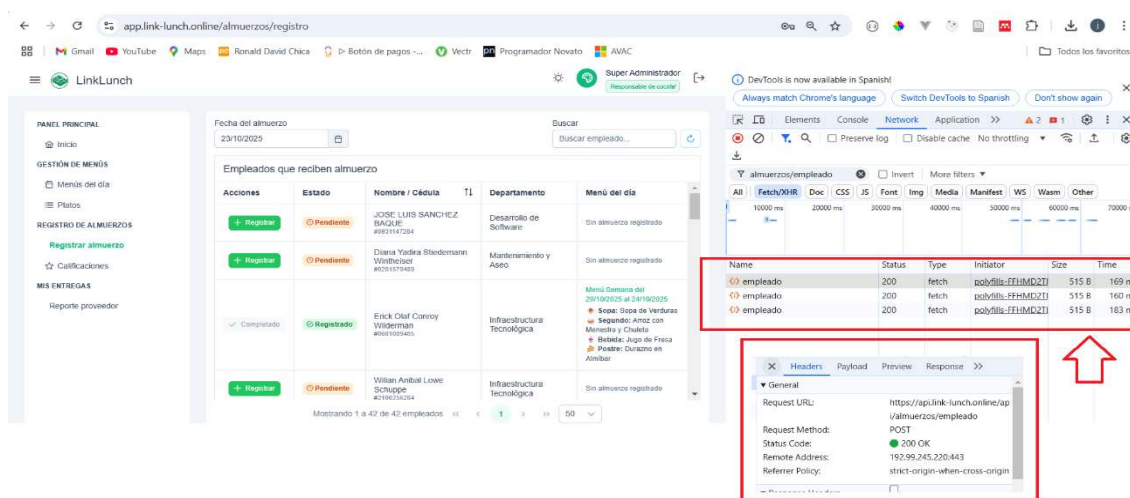 app.link-lunch.online/almuerzos/registro
Gmail YouTube Maps Ronald David Chica ▷ Botón de pagos -... Vectr Programador Novato AVAC Todos los favoritos
LinkLunch
Super Administrador
Responsable de cocina
PANEL PRINCIPAL
Inicio
GESTIÓN DE MENÚS
Menús del día
Platos
REGISTRO DE ALMUERZOS
Registrar almuerzo
Calificaciones
MIS ENTREGAS
Reporte proveedor
Fecha del almuerzo
23/10/2025
Buscar
Buscar empleado...
Empleados que reciben almuerzo
Acciones Estado Nombre / Cédula Departamento Menú del día
+ Registrar Pendiente JOSE LUIS SANCHEZ BAQUE Desarrollo de Software Sin almuerzo registrado
+ Registrar Pendiente Diana Yadira Stiedemann Wintheiser Mantenimiento y Aseo Sin almuerzo registrado
✓ Completado Registrado Erick Olaf Conroy Wilderman Infraestructura Tecnológica
Menú Semana del
20/10/2025 al 24/10/2025
Sopa: Sopa de Verduras
Segundo: Arroz con
Menestra y Chuleta
Bebida: Jugo de Fresa
Postre: Durazno en
Almíbar
+ Registrar Pendiente Wilian Anibal Lowe Schuppe Infraestructura Tecnológica Sin almuerzo registrado
Mostrando 1 a 42 de 42 empleados « < 1 > » 50
DevTools is now available in Spanish!
Always match Chrome's language Switch DevTools to Spanish Don't show again
Elements Console Network Application >> 2 1
Preserve log Disable cache No throttling
almuerzos/empleado Invert More filters
All Fetch/XHR Doc CSS JS Font Img Media Manifest WS Wasm Other
10000 ms 20000 ms 30000 ms 40000 ms 50000 ms 60000 ms 70000
Name Status Type Initiator Size Time
empleado 200 fetch polyfills-FFHMD2TI 515 B 169 m
empleado 200 fetch polyfills-FFHMD2TI 515 B 160 m
empleado 200 fetch polyfills-FFHMD2TI 515 B 183 m
Headers Payload Preview Response >>
General
Request URL: https://api.link-lunch.online/ap
i/almuerzos/empleado
Request Method: POST
Status Code: 200 OK
Remote Address: 192.99.245.220:443
Referrer Policy: strict-origin-when-cross-origin